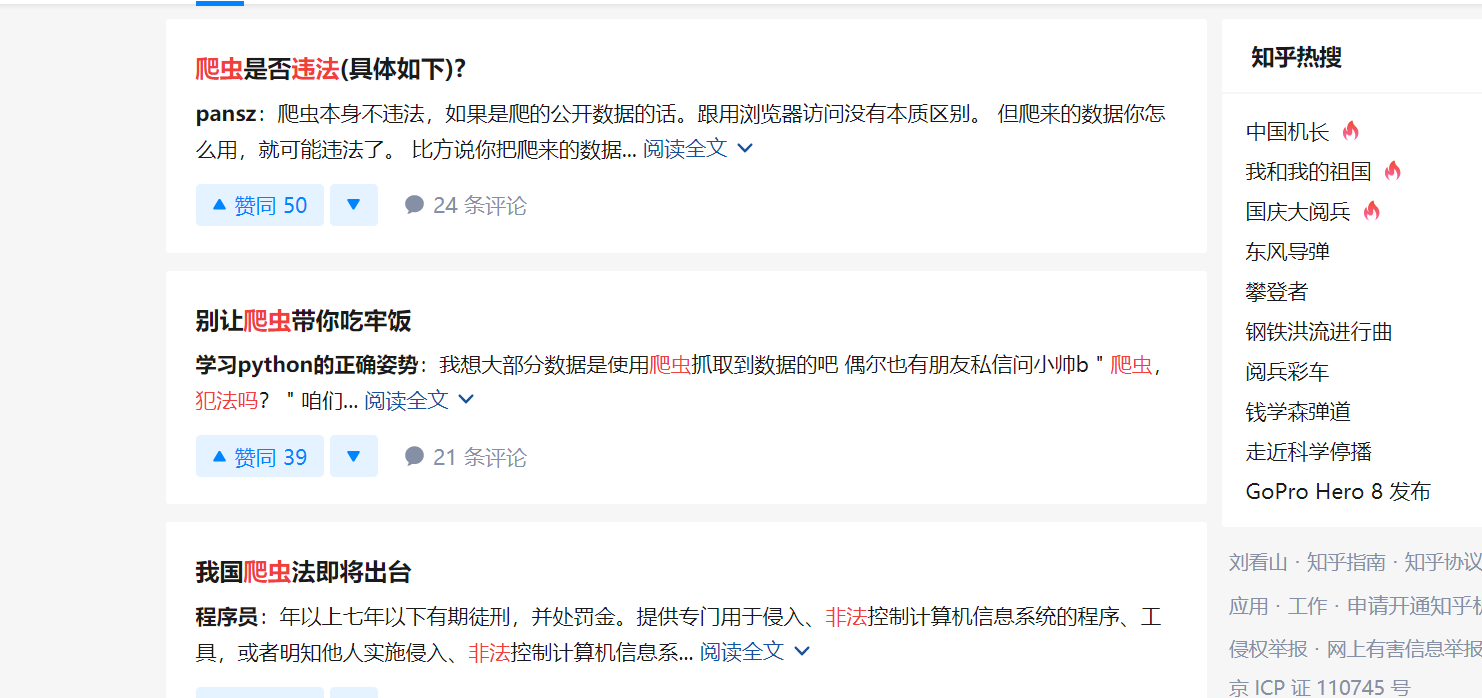 爬虫是否违法(具体如下)?
pansz：爬虫本身不违法，如果是爬的公开数据的话。跟用浏览器访问没有本质区别。 但爬来的数据你怎
么用，就可能违法了。 比方说你把爬来的数据... 阅读全文
赞同 50
24 条评论
别让爬虫带你吃牢饭
学习python的正确姿势：我想大部分数据是使用爬虫抓取到数据的吧 偶尔也有朋友私信问小帅b＂爬虫，
犯法吗？ ＂咱们... 阅读全文
赞同 39
21 条评论
我国爬虫法即将出台
程序员：年以上七年以下有期徒刑，并处罚金。提供专门用于侵入、非法控制计算机信息系统的程序、工
具，或者明知他人实施侵入、非法控制计算机信息系... 阅读全文
知乎热搜
中国机长
我和我的祖国
国庆大阅兵
东风导弹
攀登者
钢铁洪流进行曲
阅兵彩车
钱学森弹道
走近科学停播
GoPro Hero 8 发布
刘看山 · 知乎指南 · 知乎协议
应用 · 工作 · 申请开通知乎机
侵权举报 · 网上有害信息举报
京 ICP 证 110745 号